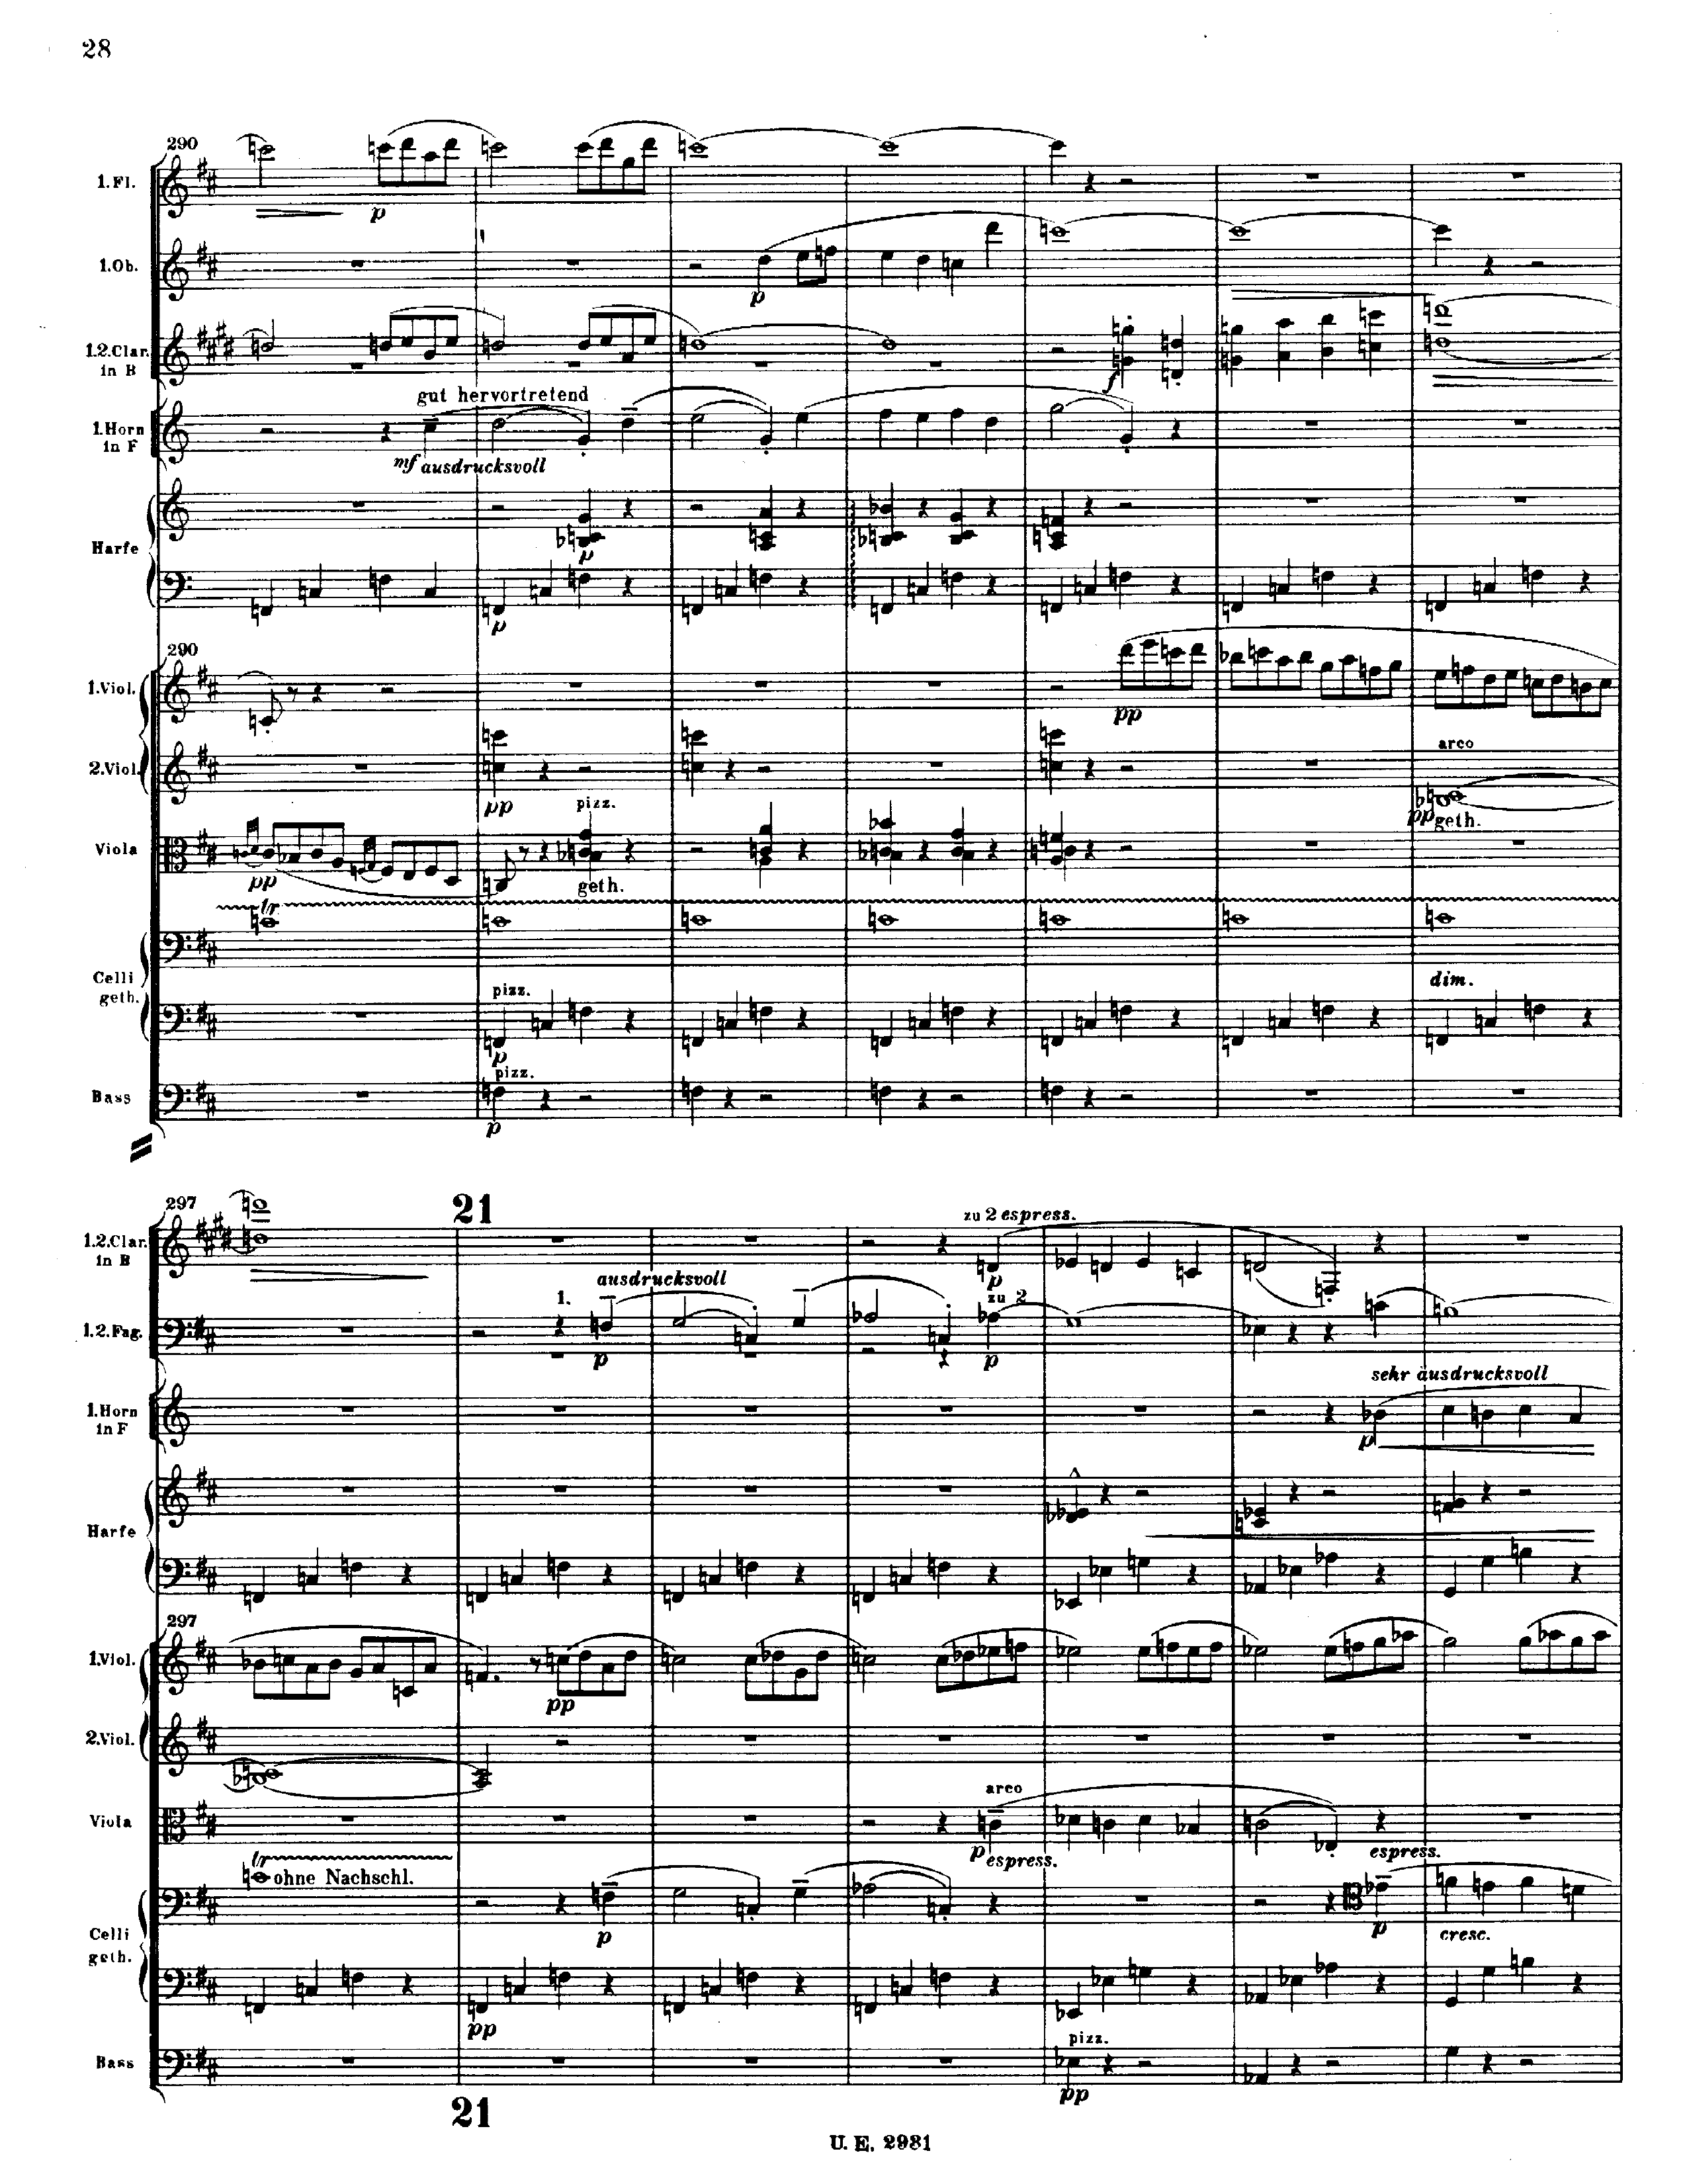 28
290
1.Fl.
p
1.Ob.
p
1.2.Clar.
in B
f
gut hervortretend
1.Horn
in F
mf ausdrucksvoll
Harfe
p
p
290
1.Viol.
pp
arco
2.Viol.
pp
pizz.
pp geth.
Viola
pp
geth.
tr
Celli
geth.
dim.
pizz.
p
pizz.
Bass
p
297
21
zu 2 espress.
1.2.Clar.
in B
p
ausdrucksvoll
1.
zu 2
1.2.Fag.
p
p
sehr ausdrucksvoll
1.Horn
in F
p
Harfe
297
1.Viol.
pp
2.Viol.
arco
Viola
p espress.
espress.
tr
ohne Nachschl.
Celli
geth.
p
p
cresc.
pp
pizz.
Bass
pp
21
U. E. 2981